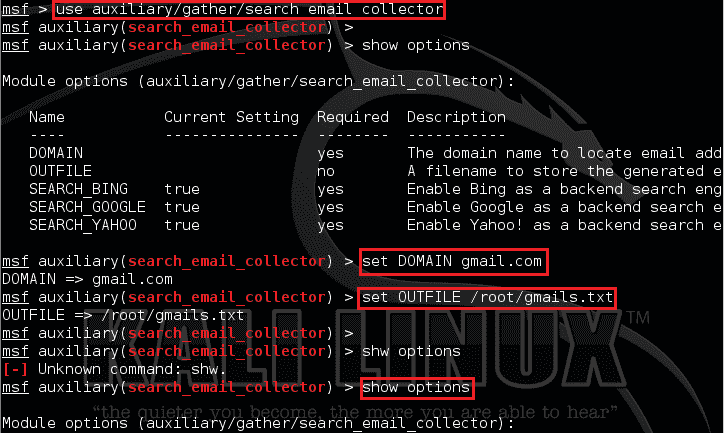 msf > use auxiliary/gather/search_email_collector
msf auxiliary(search_email_collector) >
msf auxiliary(search_email_collector) > show options
Module options (auxiliary/gather/search_email_collector):
Name Current Setting Required Description
---- --------------- -------- -----------
DOMAIN yes The domain name to locate email add
OUTFILE no A filename to store the generated e
SEARCH_BING true yes Enable Bing as a backend search eng
SEARCH_GOOGLE true yes Enable Google as a backend search e
SEARCH_YAHOO true yes Enable Yahoo! as a backend search e
msf auxiliary(search_email_collector) > set DOMAIN gmail.com
DOMAIN => gmail.com
msf auxiliary(search_email_collector) > set OUTFILE /root/gmails.txt
OUTFILE => /root/gmails.txt
msf auxiliary(search_email_collector) >
msf auxiliary(search_email_collector) > shw options
[-] Unknown command: shw.
msf auxiliary(search_email_collector) > show options
KALI LINUX™
"the quieter you become, the more you are able to hear"
Module options (auxiliary/gather/search_email_collector):